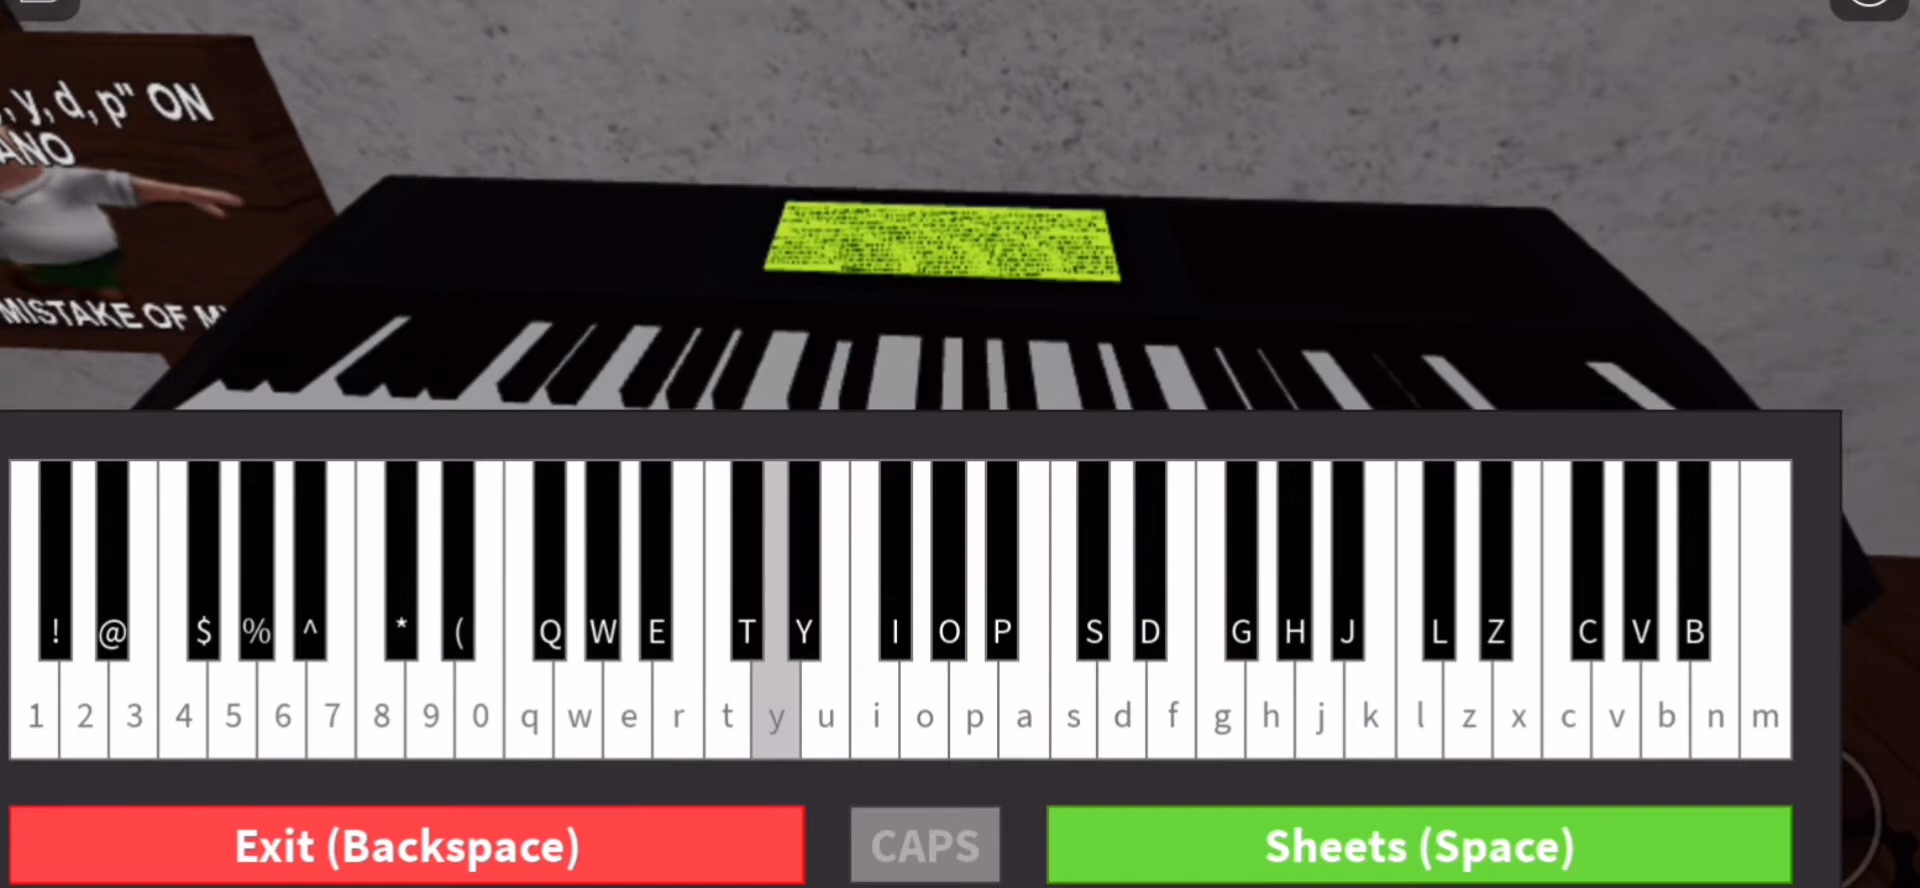 , y, d, p" ON
ANO
MISTAKE OF M
! @ $ % ^ * ( Q W E T Y I O P S D G H J L Z C V B
1 2 3 4 5 6 7 8 9 0 q w e r t y u i o p a s d f g h j k l z x c v b n m
Exit (Backspace) CAPS Sheets (Space)